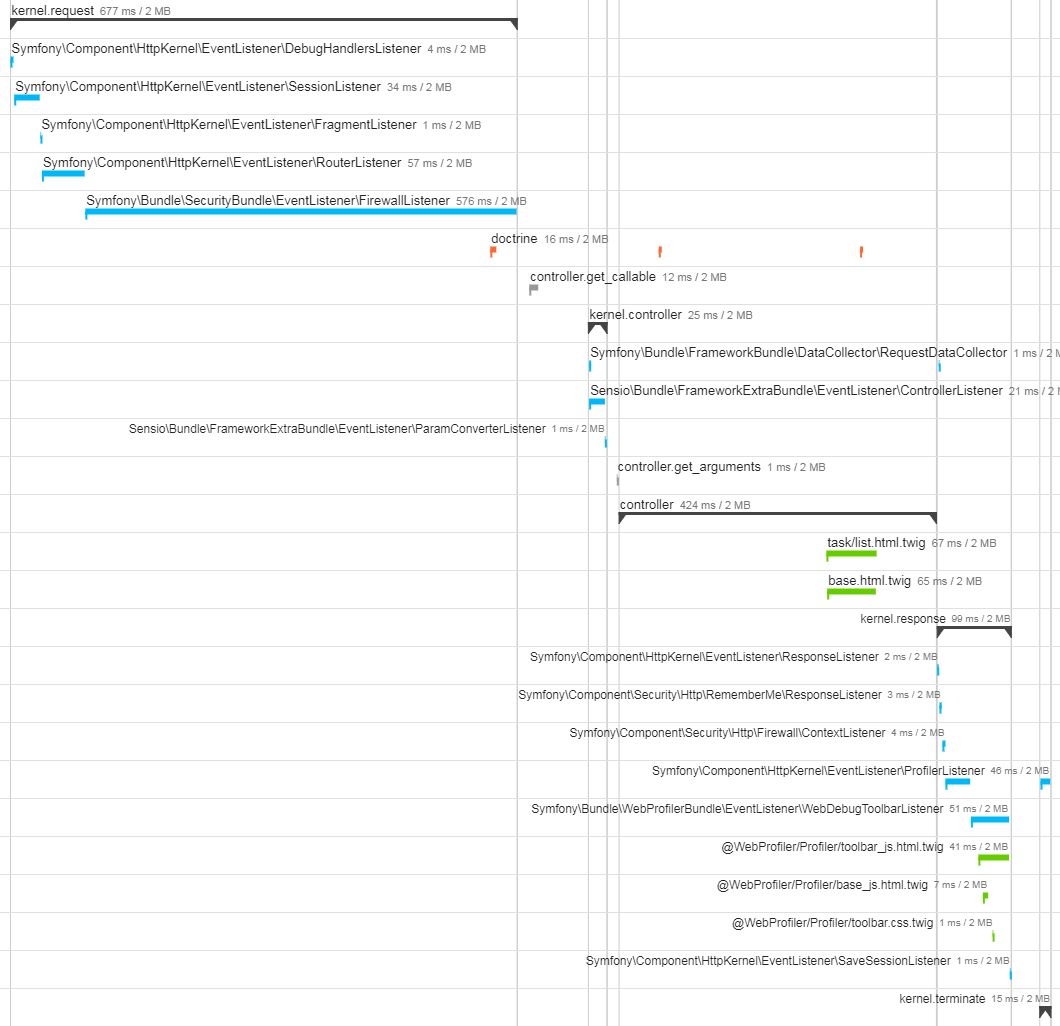 kernel.request 677 ms / 2 MB
Symfony\Component\HttpKernel\EventListener\DebugHandlersListener 4 ms / 2 MB
Symfony\Component\HttpKernel\EventListener\SessionListener 34 ms / 2 MB
Symfony\Component\HttpKernel\EventListener\FragmentListener 1 ms / 2 MB
Symfony\Component\HttpKernel\EventListener\RouterListener 57 ms / 2 MB
Symfony\Bundle\SecurityBundle\EventListener\FirewallListener 576 ms / 2 MB
doctrine 16 ms / 2 MB
controller.get_callable 12 ms / 2 MB
kernel.controller 25 ms / 2 MB
Symfony\Bundle\FrameworkBundle\DataCollector\RequestDataCollector 1 ms / 2 M
Sensio\Bundle\FrameworkExtraBundle\EventListener\ControllerListener 21 ms / 2 M
Sensio\Bundle\FrameworkExtraBundle\EventListener\ParamConverterListener 1 ms / 2 MB
controller.get_arguments 1 ms / 2 MB
controller 424 ms / 2 MB
task/list.html.twig 67 ms / 2 MB
base.html.twig 65 ms / 2 MB
kernel.response 99 ms / 2 MB
Symfony\Component\HttpKernel\EventListener\ResponseListener 2 ms / 2 MB
Symfony\Component\Security\Http\RememberMe\ResponseListener 3 ms / 2 MB
Symfony\Component\Security\Http\Firewall\ContextListener 4 ms / 2 MB
Symfony\Component\HttpKernel\EventListener\ProfilerListener 46 ms / 2 MB
Symfony\Bundle\WebProfilerBundle\EventListener\WebDebugToolbarListener 51 ms / 2 MB
@WebProfiler/Profiler/toolbar_js.html.twig 41 ms / 2 MB
@WebProfiler/Profiler/base_js.html.twig 7 ms / 2 MB
@WebProfiler/Profiler/toolbar.css.twig 1 ms / 2 MB
Symfony\Component\HttpKernel\EventListener\SaveSessionListener 1 ms / 2 MB
kernel.terminate 15 ms / 2 MB